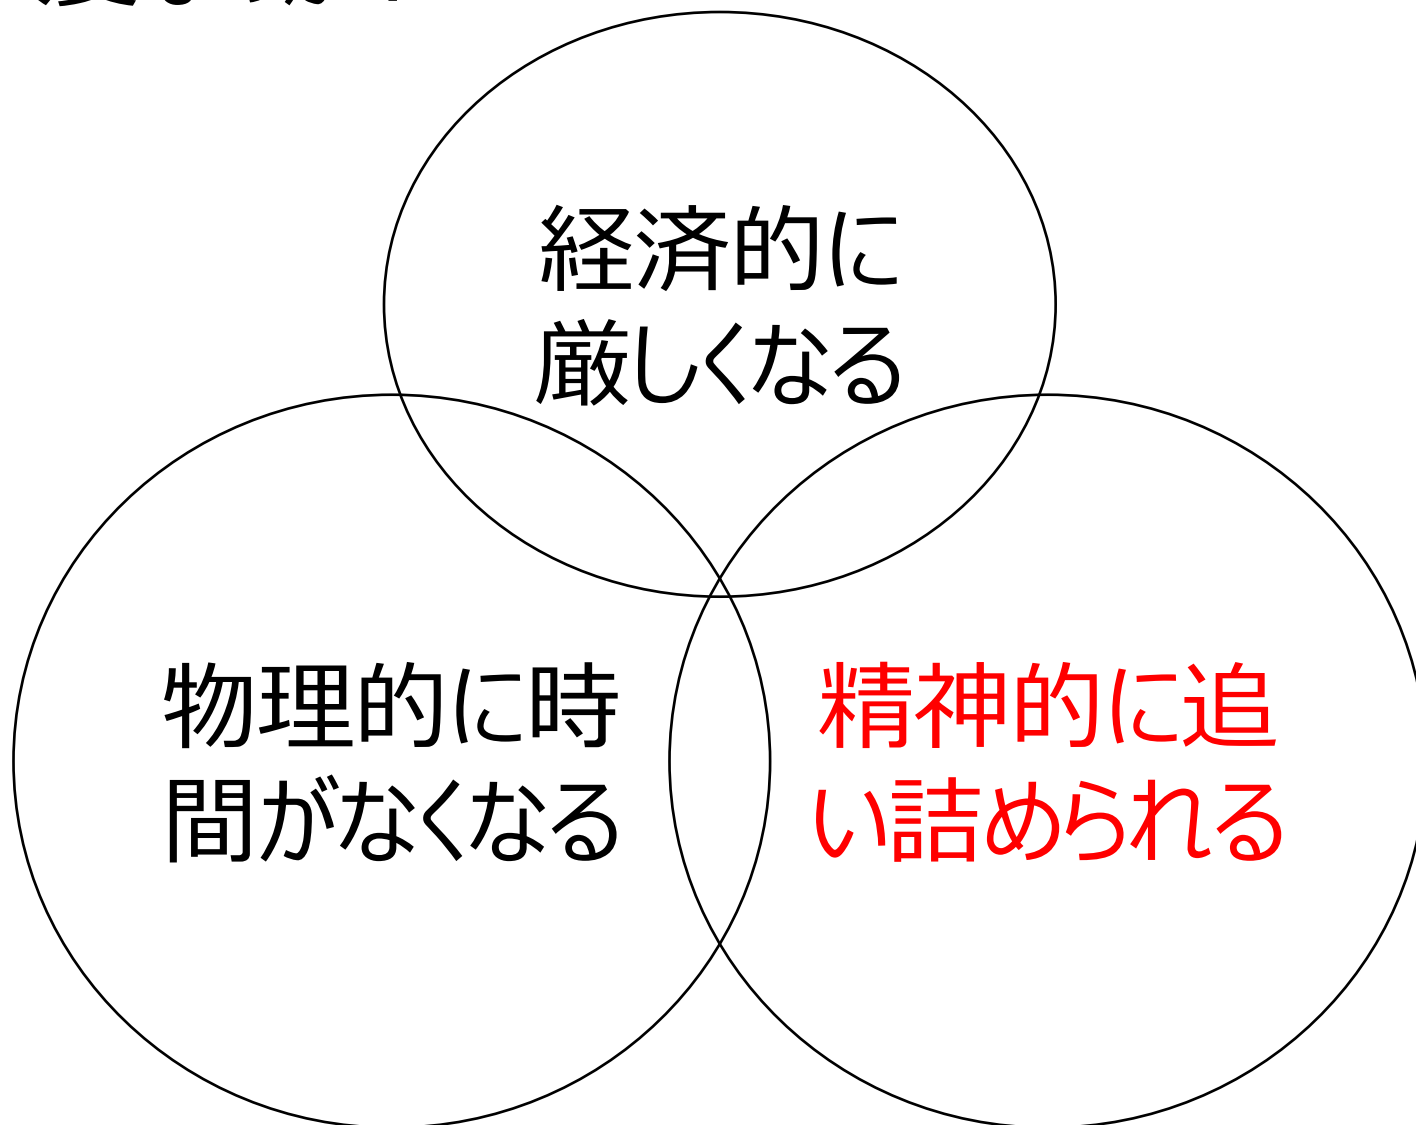 経済的に
厳しくなる
物理的に時
間がなくなる
精神的に追
い詰められる